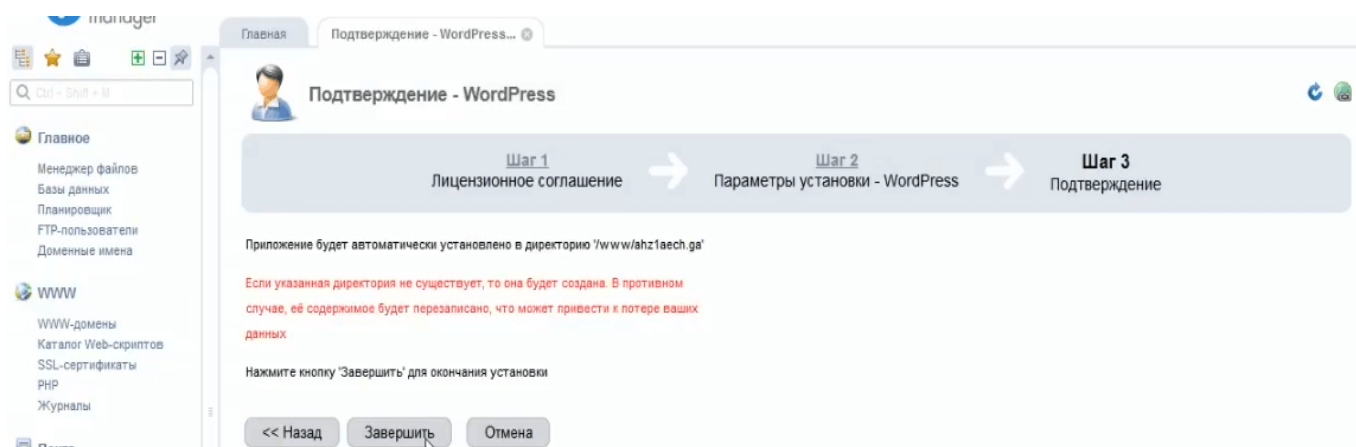 manager
Главная
Подтверждение - WordPress...
Ctrl + Shift +
Подтверждение - WordPress
Главное
Менеджер файлов
Базы данных
Планировщик
FTP-пользователи
Доменные имена
WWW
WWW-домены
Каталог Web-скриптов
SSL-сертификаты
PHP
Журналы
Шаг 1
Лицензионное соглашение
Шаг 2
Параметры установки - WordPress
Шаг 3
Подтверждение
Приложение будет автоматически установлено в директорию '/www/ahz1aech.ga'
Если указанная директория не существует, то она будет создана. В противном
случае, её содержимое будет перезаписано, что может привести к потере ваших
данных
Нажмите кнопку 'Завершить' для окончания установки
<< Назад
Завершить
Отмена